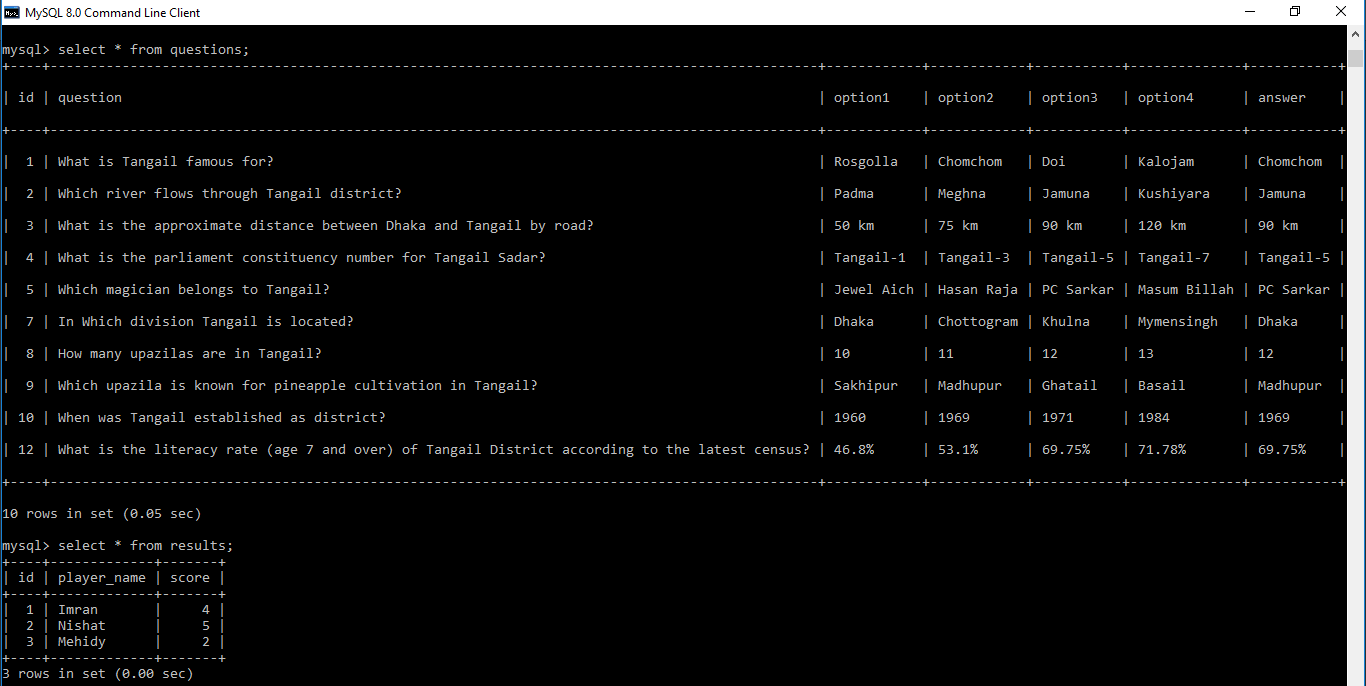 MySQL 8.0 Command Line Client
mysql> select * from questions;
+----+------------------------------------------------------------------------------------------------+------------+------------+-----------+--------------+-----------+
| id | question                                                                                       | option1    | option2    | option3   | option4      | answer    |
+----+------------------------------------------------------------------------------------------------+------------+------------+-----------+--------------+-----------+
|  1 | What is Tangail famous for?                                                                    | Rosgolla   | Chomchom   | Doi       | Kalojam      | Chomchom  |
|  2 | Which river flows through Tangail district?                                                    | Padma      | Meghna     | Jamuna    | Kushiyara    | Jamuna    |
|  3 | What is the approximate distance between Dhaka and Tangail by road?                            | 50 km      | 75 km      | 90 km     | 120 km       | 90 km     |
|  4 | What is the parliament constituency number for Tangail Sadar?                                  | Tangail-1  | Tangail-3  | Tangail-5 | Tangail-7    | Tangail-5 |
|  5 | Which magician belongs to Tangail?                                                             | Jewel Aich | Hasan Raja | PC Sarkar | Masum Billah | PC Sarkar |
|  7 | In Which division Tangail is located?                                                          | Dhaka      | Chottogram | Khulna    | Mymensingh   | Dhaka     |
|  8 | How many upazilas are in Tangail?                                                              | 10         | 11         | 12        | 13           | 12        |
|  9 | Which upazila is known for pineapple cultivation in Tangail?                                   | Sakhipur   | Madhupur   | Ghatail   | Basail       | Madhupur  |
| 10 | When was Tangail established as district?                                                      | 1960       | 1969       | 1971      | 1984         | 1969      |
| 12 | What is the literacy rate (age 7 and over) of Tangail District according to the latest census? | 46.8%      | 53.1%      | 69.75%    | 71.78%       | 69.75%    |
+----+------------------------------------------------------------------------------------------------+------------+------------+-----------+--------------+-----------+
10 rows in set (0.05 sec)
mysql> select * from results;
+----+-------------+-------+
| id | player_name | score |
+----+-------------+-------+
|  1 | Imran       |     4 |
|  2 | Nishat      |     5 |
|  3 | Mehidy      |     2 |
+----+-------------+-------+
3 rows in set (0.00 sec)